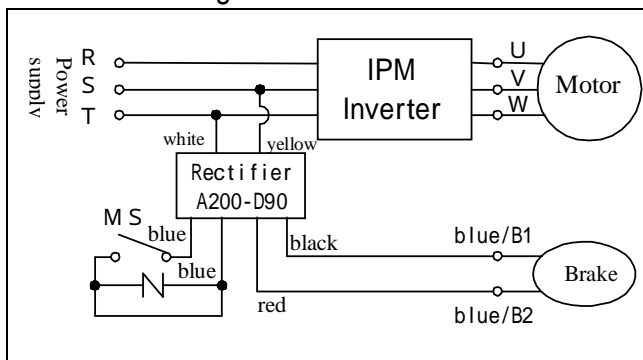 Power supply
R
S
T
IPM
Inverter
U
V
W
Motor
white
yellow
Rectifier
A200-D90
MS
blue
blue
black
red
blue/B1
blue/B2
Brake